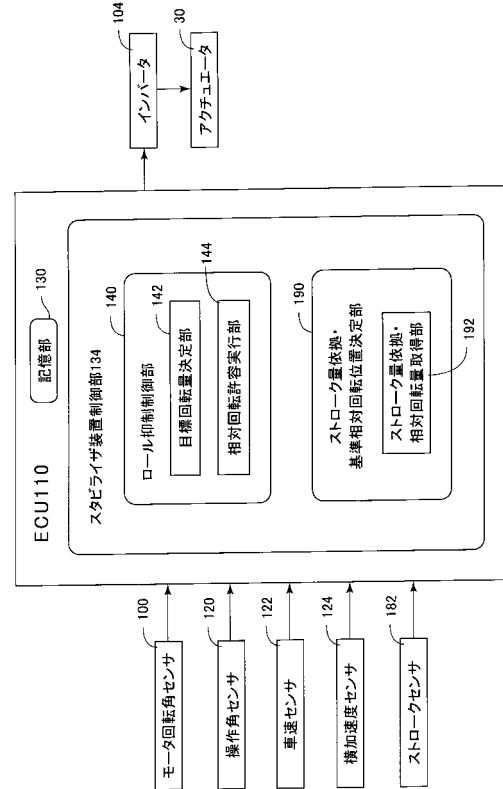 ECU110
記憶部
130
スタビライザ装置制御部134
ロール抑制制御部
140
目標回転量決定部
142
相対回転許容実行部
144
ストローク量依拠・
基準相対回転位置決定部
190
ストローク量依拠・
相対回転量取得部
192
モータ回転角センサ
100
操作角センサ
120
車速センサ
122
横加速度センサ
124
ストロークセンサ
182
インバータ
104
アクチュエータ
30